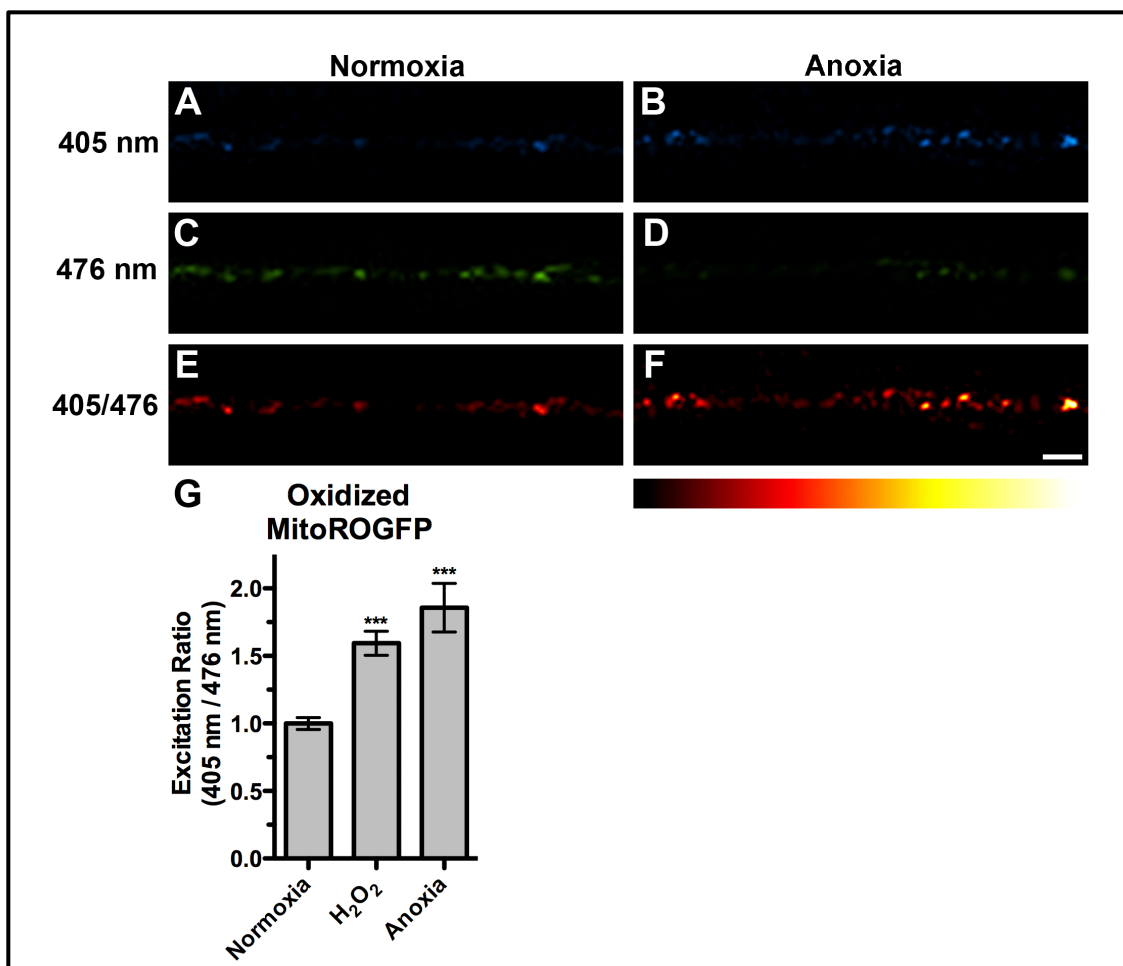 Normoxia
Anoxia
405 nm
A
B
476 nm
C
D
405/476
E
F
G
Oxidized
MitoROGFP
Excitation Ratio
(405 nm / 476 nm)
2.0
1.5
1.0
0.5
0.0
***
***
Normoxia
H₂O₂
Anoxia